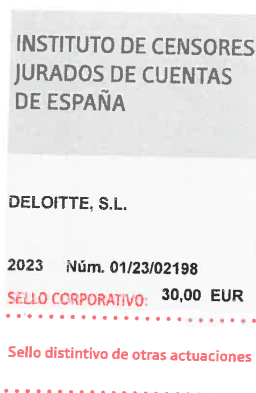 INSTITUTO DE CENSORES
JURADOS DE CUENTAS
DE ESPAÑA
DELOITTE, S.L.
2023 Núm. 01/23/02198
SELLO CORPORATIVO: 30,00 EUR
Sello distintivo de otras actuaciones